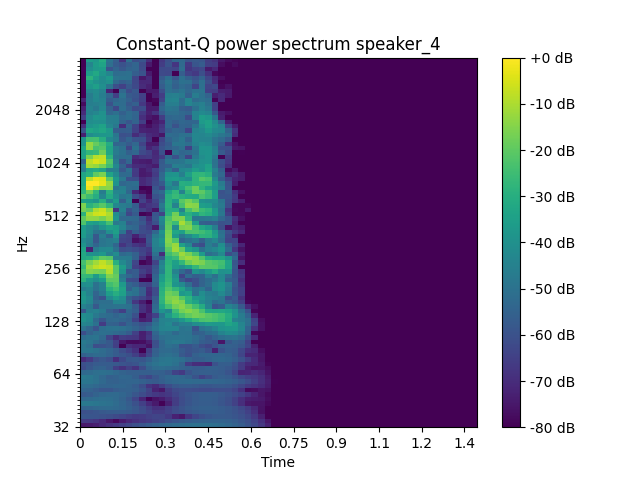 Constant-Q power spectrum speaker_4
Hz
2048
1024
512
256
128
64
32
0 0.15 0.3 0.45 0.6 0.75 0.9 1.1 1.2 1.4
Time
+0 dB
-10 dB
-20 dB
-30 dB
-40 dB
-50 dB
-60 dB
-70 dB
-80 dB